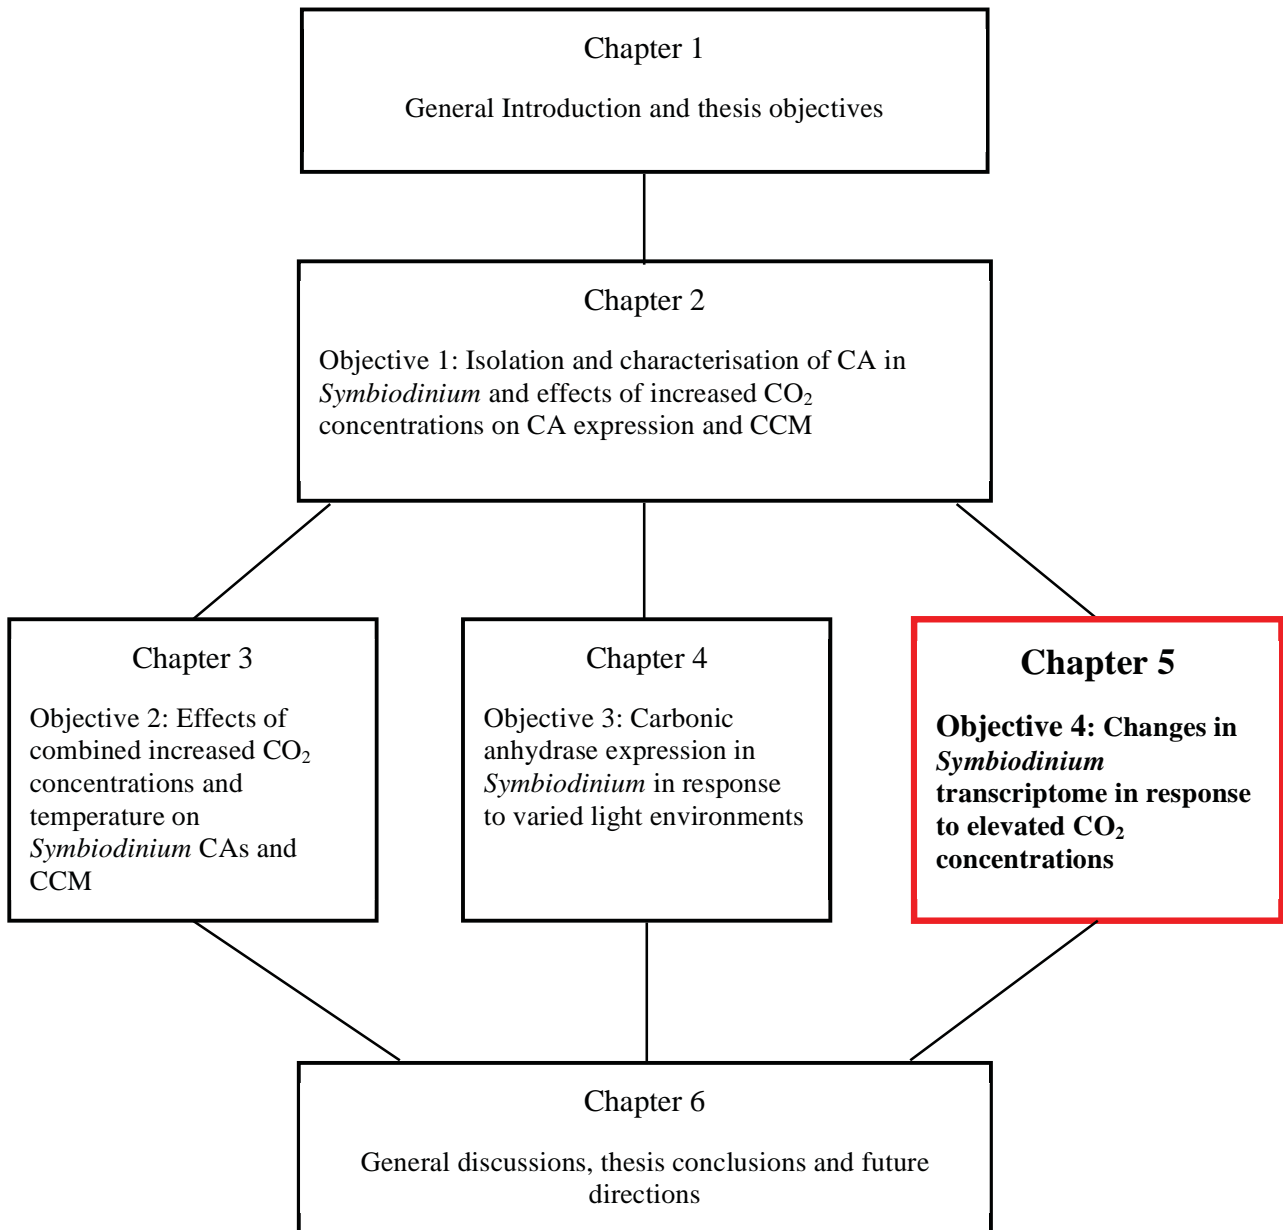 Chapter 1
General Introduction and thesis objectives
Chapter 2
Objective 1: Isolation and characterisation of CA in
Symbiodinium and effects of increased CO₂
concentrations on CA expression and CCM
Chapter 3
Objective 2: Effects of
combined increased CO₂
concentrations and
temperature on
Symbiodinium CAs and
CCM
Chapter 4
Objective 3: Carbonic
anhydrase expression in
Symbiodinium in response
to varied light environments
Chapter 5
Objective 4: Changes in
Symbiodinium
transcriptome in response
to elevated CO₂
concentrations
Chapter 6
General discussions, thesis conclusions and future
directions